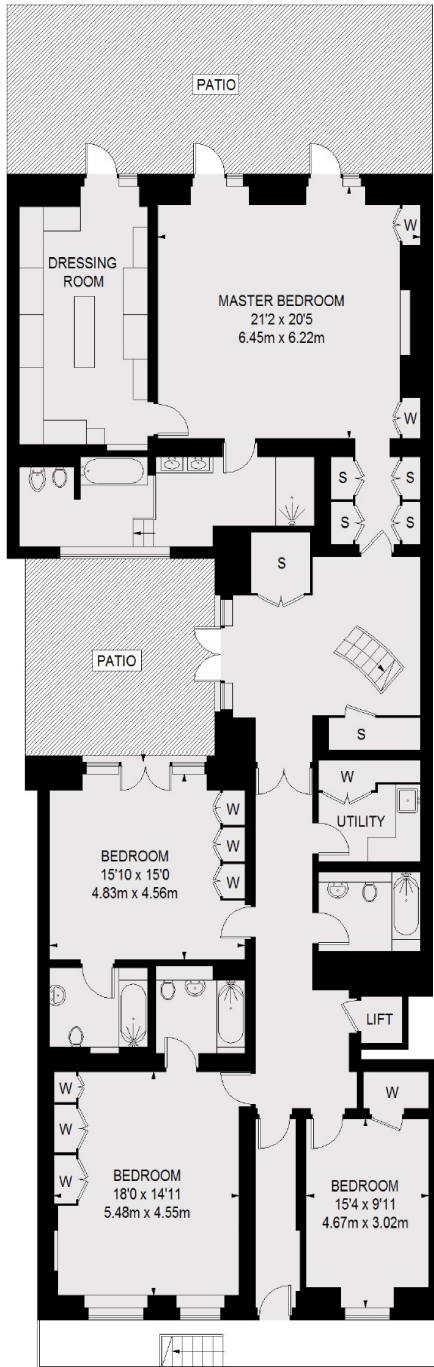 PATIO
DRESSING
ROOM
MASTER BEDROOM
21'2 x 20'5
6.45m x 6.22m
W
W
S
S
S
S
S
PATIO
S
W
UTILITY
BEDROOM
15'10 x 15'0
4.83m x 4.56m
W
W
W
LIFT
W
W
W
W
BEDROOM
18'0 x 14'11
5.48m x 4.55m
BEDROOM
15'4 x 9'11
4.67m x 3.02m